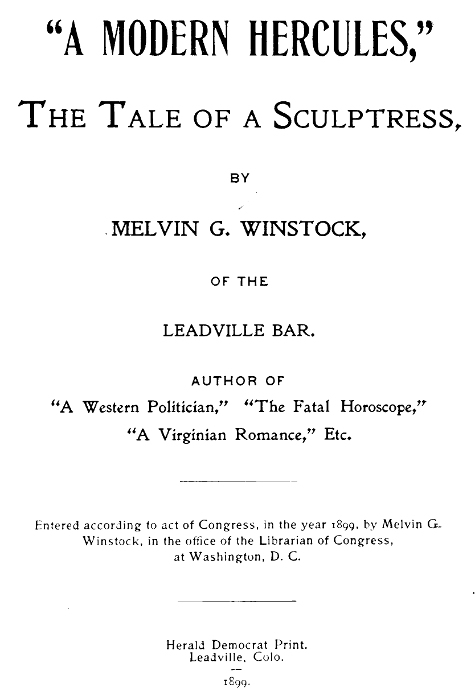 “A MODERN HERCULES,”
THE TALE OF A SCULPTRESS,
BY
MELVIN G. WINSTOCK,
OF THE
LEADVILLE BAR.
AUTHOR OF
“A Western Politician,” “The Fatal Horoscope,”
“A Virginian Romance,” Etc.
Entered according to act of Congress, in the year 1899, by Melvin G.
Winstock, in the office of the Librarian of Congress,
at Washington, D. C.
Herald Democrat Print.
Leadville, Colo.
1899.